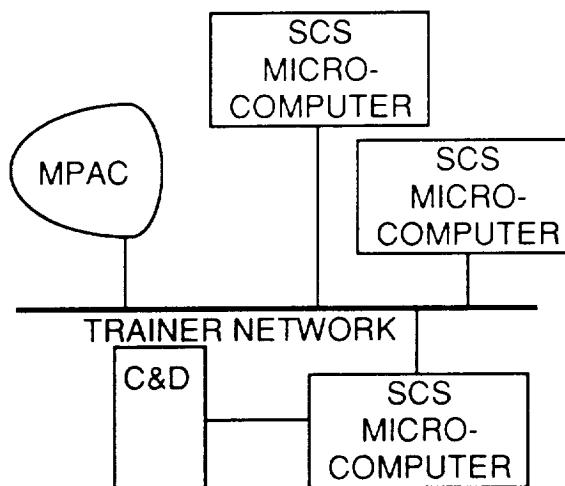 SCS
MICRO-
COMPUTER
MPAC
SCS
MICRO-
COMPUTER
TRAINER NETWORK
C&D
SCS
MICRO-
COMPUTER